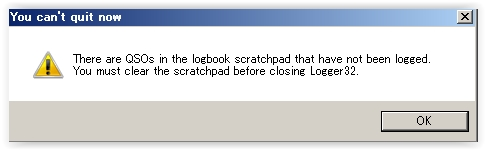 You can't quit now
There are QSOs in the logbook scratchpad that have not been logged.
You must clear the scratchpad before closing Logger32.
OK